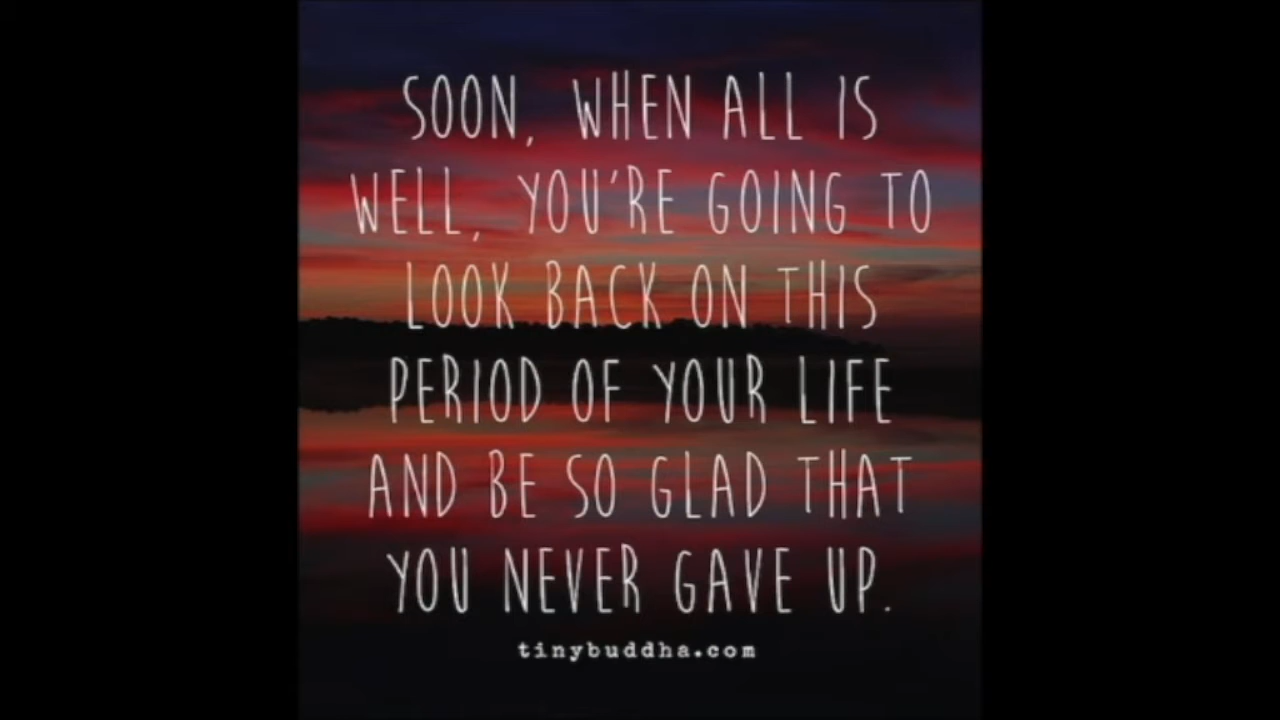 SOON, WHEN ALL IS
WELL, YOU'RE GOING TO
LOOK BACK ON THIS
PERIOD OF YOUR LIFE
AND BE SO GLAD THAT
YOU NEVER GAVE UP.
tinybuddha.com